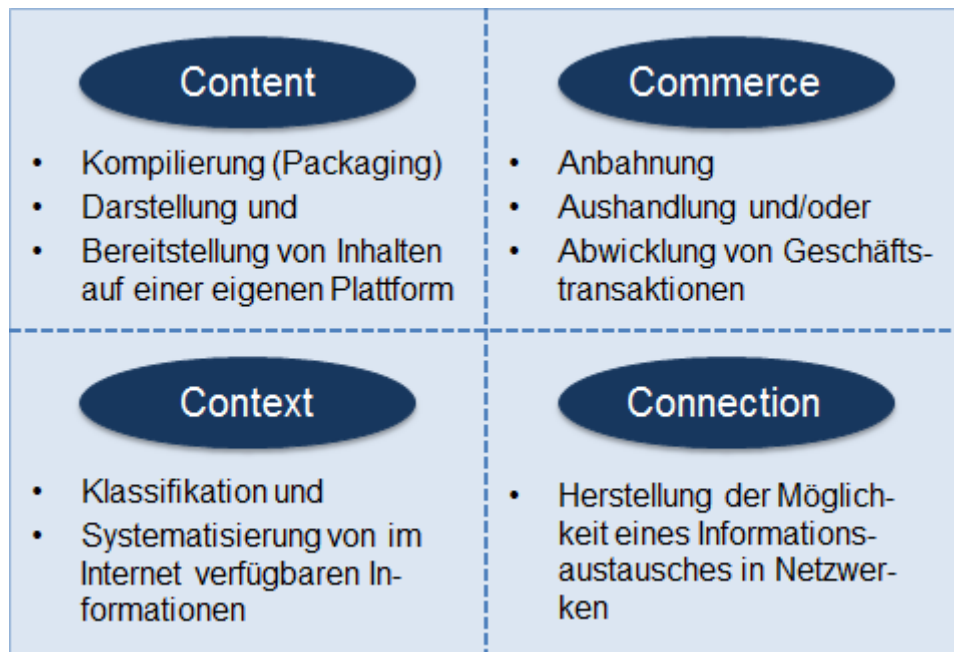 Content
• Kompilierung (Packaging)
• Darstellung und
• Bereitstellung von Inhalten
auf einer eigenen Plattform
Commerce
• Anbahnung
• Aushandlung und/oder
• Abwicklung von Geschäfts-
transaktionen
Context
• Klassifikation und
• Systematisierung von im
Internet verfügbaren In-
formationen
Connection
• Herstellung der Möglich-
keit eines Informations-
austausches in Netzwer-
ken